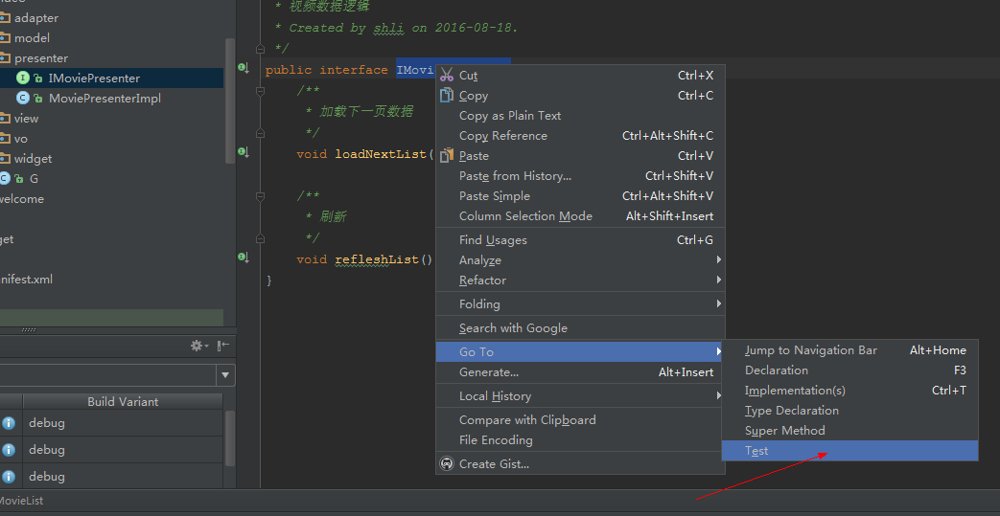 adapter
model
presenter
IMoviePresenter
MoviePresenterImpl
view
vo
widget
G
welcome
get
nifest.xml
Build Variant
debug
debug
debug
MovieList
* 视频数据逻辑
* Created by shli on 2016-08-18.
*/
public interface IMovi
/**
* 加载下一页数据
*/
void loadNextList(
/**
* 刷新
*/
void refleshList()
}
Cut Ctrl+X
Copy Ctrl+C
Copy as Plain Text
Copy Reference Ctrl+Alt+Shift+C
Paste Ctrl+V
Paste from History... Ctrl+Shift+V
Paste Simple Ctrl+Alt+Shift+V
Column Selection Mode Alt+Shift+Insert
Find Usages Ctrl+G
Analyze
Refactor
Folding
Search with Google
Go To
Generate... Alt+Insert
Local History
Compare with Clipboard
File Encoding
Create Gist...
Jump to Navigation Bar Alt+Home
Declaration F3
Implementation(s) Ctrl+T
Type Declaration
Super Method
Test